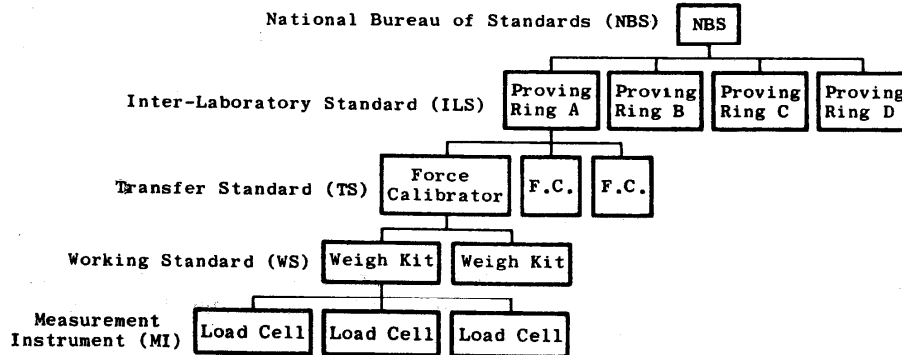 National Bureau of Standards (NBS)
NBS
Inter-Laboratory Standard (ILS)
Proving
Ring A
Proving
Ring B
Proving
Ring C
Proving
Ring D
Transfer Standard (TS)
Force
Calibrator
F.C.
F.C.
Working Standard (WS)
Weigh Kit
Weigh Kit
Measurement
Instrument (MI)
Load Cell
Load Cell
Load Cell